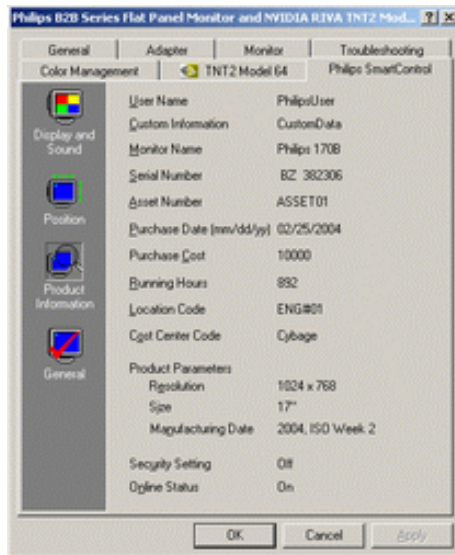 Philips B2B Series Flat Panel Monitor and NVIDIA RIVA TNT2 Mod...
General Adapter Monitor Troubleshooting
Color Management TNT2 Model 64 Philips SmartControl
Display and Sound
Position
Product Information
General
User Name PhilipsUser
Custom Information CustomData
Monitor Name Philips 170B
Serial Number BZ 382306
Asset Number ASSET01
Purchase Date (mm/dd/yy) 02/25/2004
Purchase Cost 10000
Running Hours 892
Location Code ENG#01
Cost Center Code Cybage
Product Parameters
Resolution 1024 x 768
Size 17"
Manufacturing Date 2004, ISO Week 2
Security Setting Off
Online Status On
OK Cancel Apply